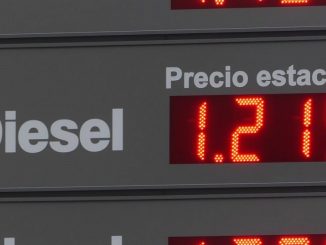 Precio estac
Diesel
1.21